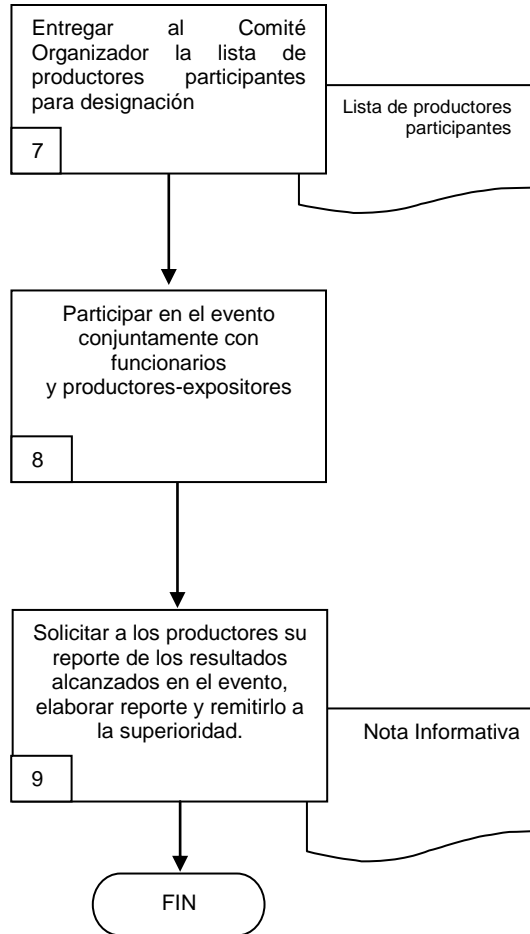 Entregar al Comité
Organizador la lista de
productores participantes
para designación
7
Lista de productores
participantes
Participar en el evento
conjuntamente con
funcionarios
y productores-expositores
8
Solicitar a los productores su
reporte de los resultados
alcanzados en el evento,
elaborar reporte y remitirlo a
la superioridad.
9
Nota Informativa
FIN